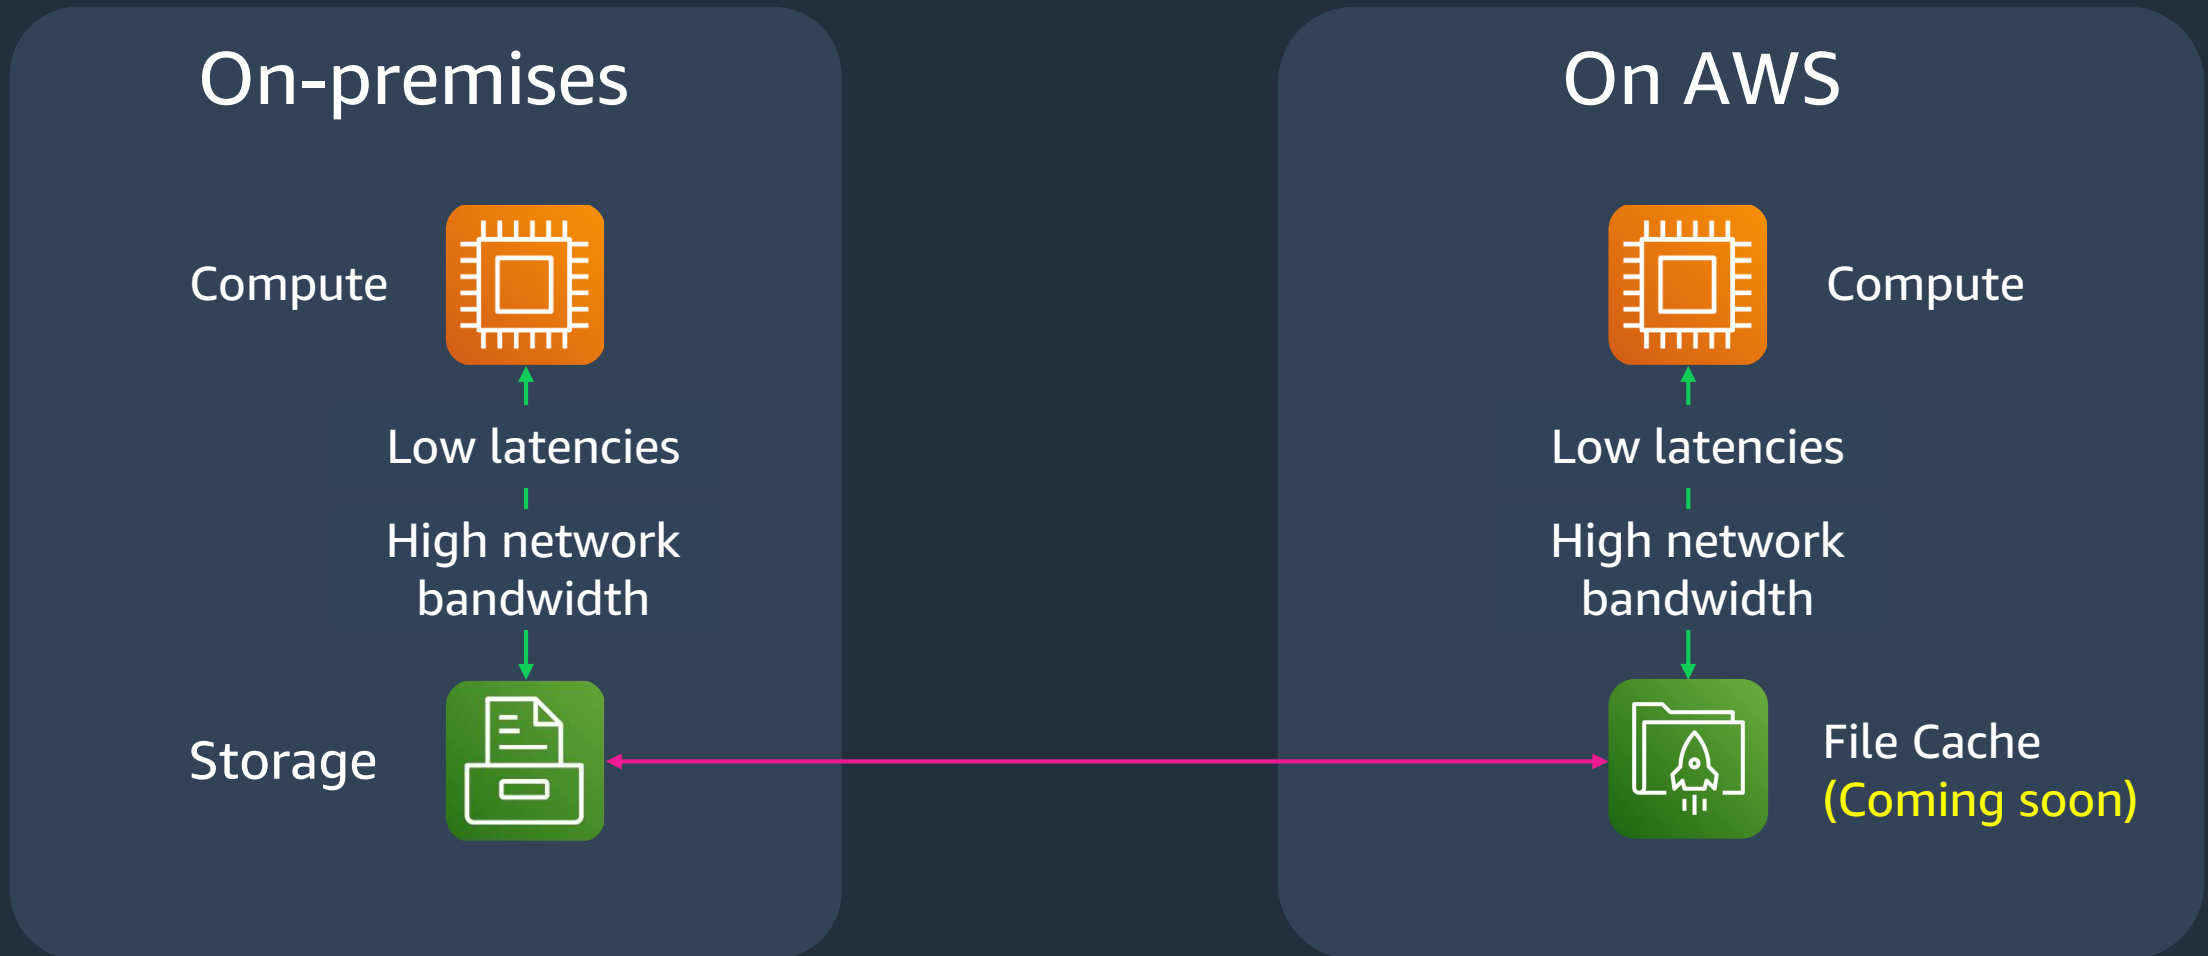 On-premises
Compute
Low latencies
High network
bandwidth
Storage
On AWS
Compute
Low latencies
High network
bandwidth
File Cache
(Coming soon)